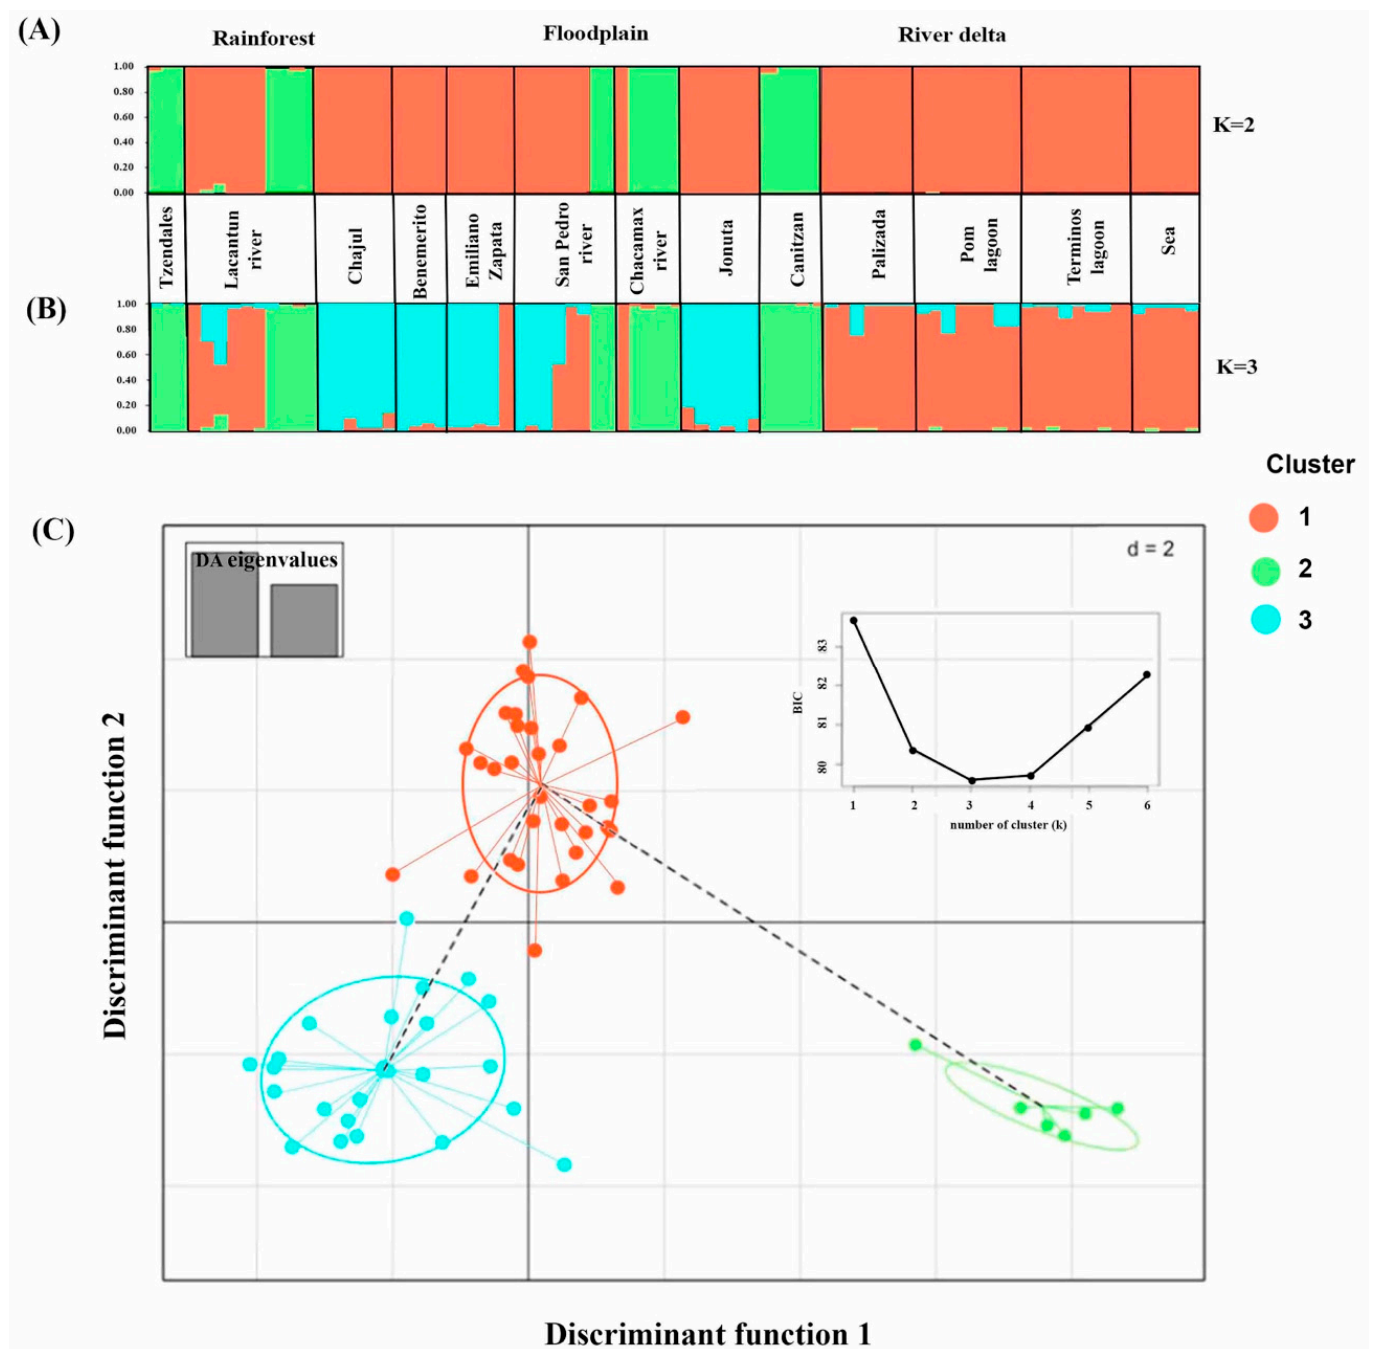 (A)
Rainforest
Floodplain
River delta
1.00
0.80
0.60
0.40
0.20
0.00
K=2
Tzendales
Lacantun
river
Chajul
Benemerito
Emiliano
Zapata
San Pedro
river
Chacamax
river
Jonuta
Canitzan
Palizada
Pom
lagoon
Terminos
lagoon
Sea
(B)
1.00
0.80
0.60
0.40
0.20
0.00
K=3
Cluster
1
2
3
(C)
DA eigenvalues
d = 2
BIC
83
82
81
80
1 2 3 4 5 6
number of cluster (k)
Discriminant function 2
Discriminant function 1